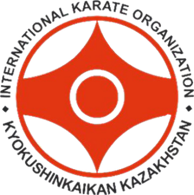 INTERNATIONAL KARATE ORGANIZATION
KYOKUSHINKAIKAN KAZAKHSTAN